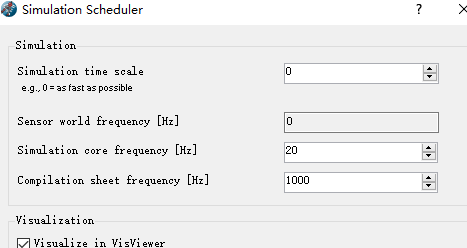 Simulation Scheduler
Simulation
Simulation time scale 0
e.g., 0 = as fast as possible
Sensor world frequency [Hz] 0
Simulation core frequency [Hz] 20
Compilation sheet frequency [Hz] 1000
Visualization
Visualize in VisViewer